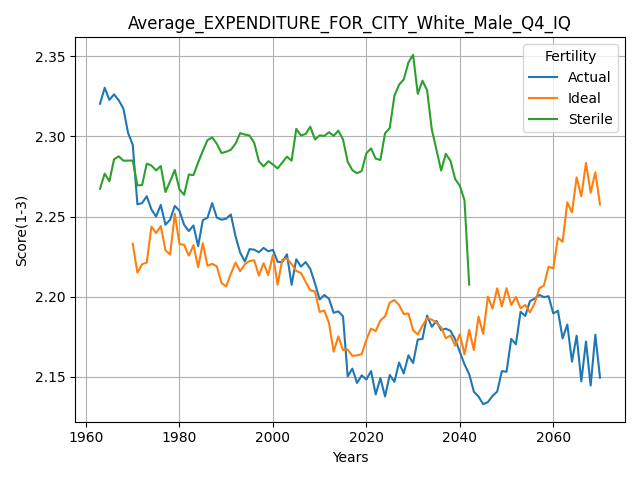 Average_EXPENDITURE_FOR_CITY_White_Male_Q4_IQ
Score(1-3)
2.35
2.30
2.25
2.20
2.15
1960
1980
2000
2020
2040
2060
Years
Fertility
Actual
Ideal
Sterile